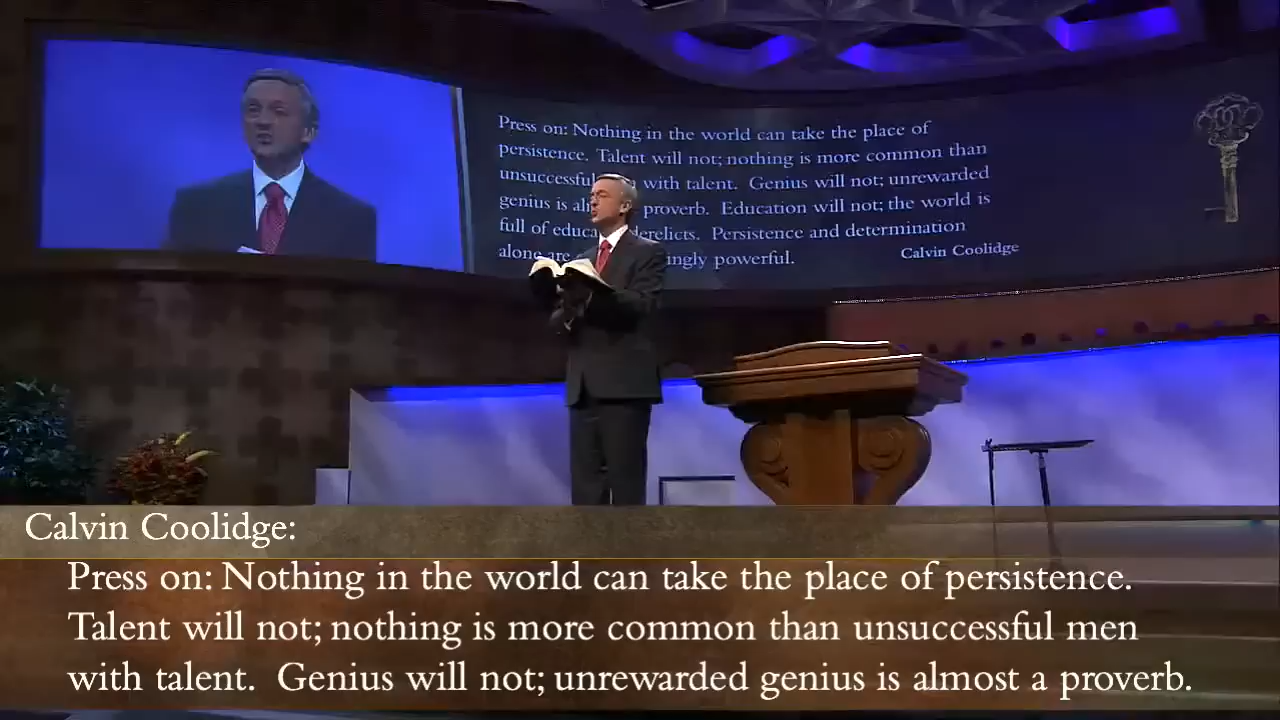 Press on: Nothing in the world can take the place of
persistence. Talent will not; nothing is more common than
unsuccessful with talent. Genius will not; unrewarded
genius is proverb. Education will not; the world is
full of derelicts. Persistence and determination
alone are powerful.
Calvin Coolidge
Calvin Coolidge:
Press on: Nothing in the world can take the place of persistence.
Talent will not; nothing is more common than unsuccessful men
with talent. Genius will not; unrewarded genius is almost a proverb.